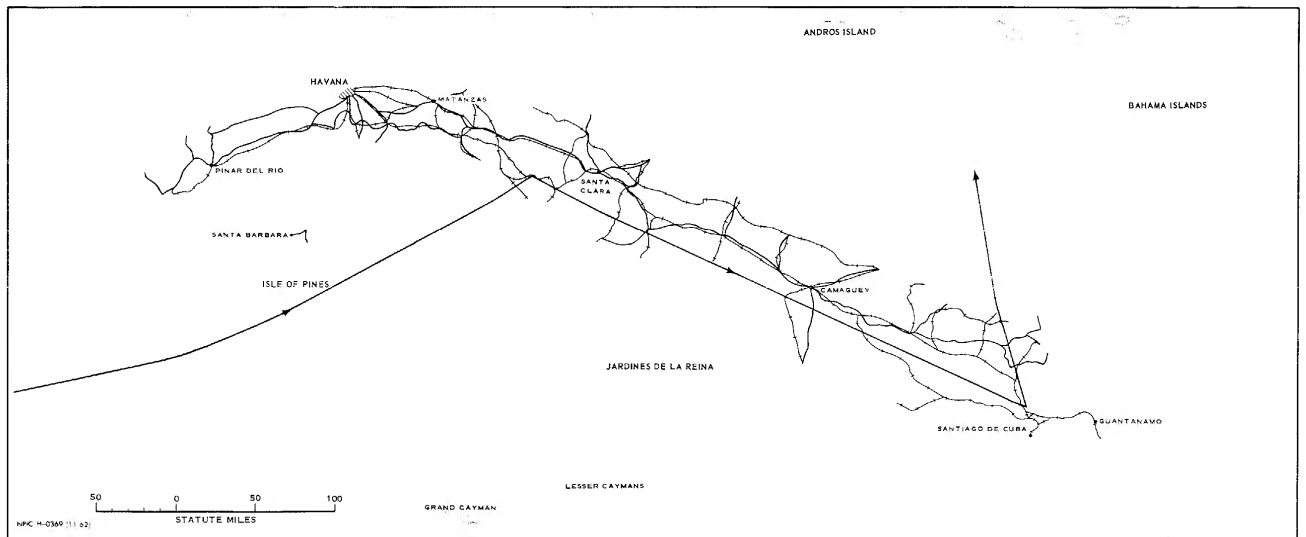 ANDROS ISLAND
HAVANA
MATANZAS
BAHAMA ISLANDS
PINAR DEL RIO
SANTA
CLARA
SANTA BARBARA
ISLE OF PINES
CAMAGUEY
JARDINES DE LA REINA
SANTIAGO DE CUBA
GUANTANAMO
LESSER CAYMANS
50 0 50 100
STATUTE MILES
GRAND CAYMAN
NPIC H-0369 (11 62)